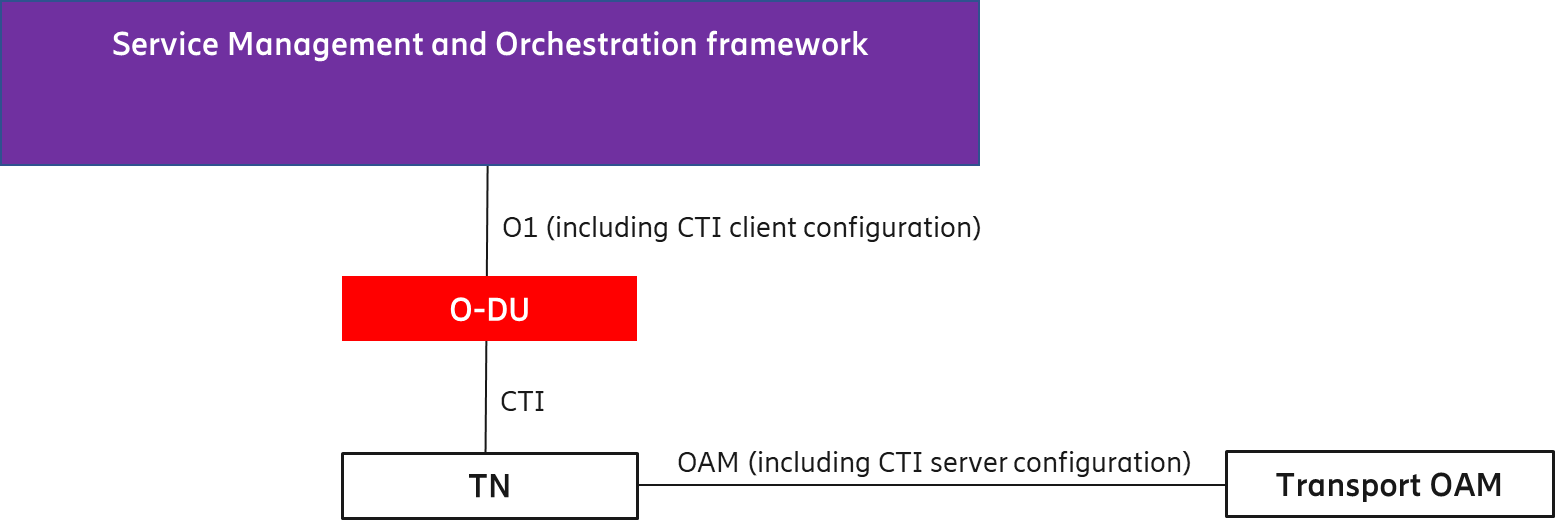 Service Management and Orchestration framework
O1 (including CTI client configuration)
O-DU
CTI
OAM (including CTI server configuration)
TN
Transport OAM